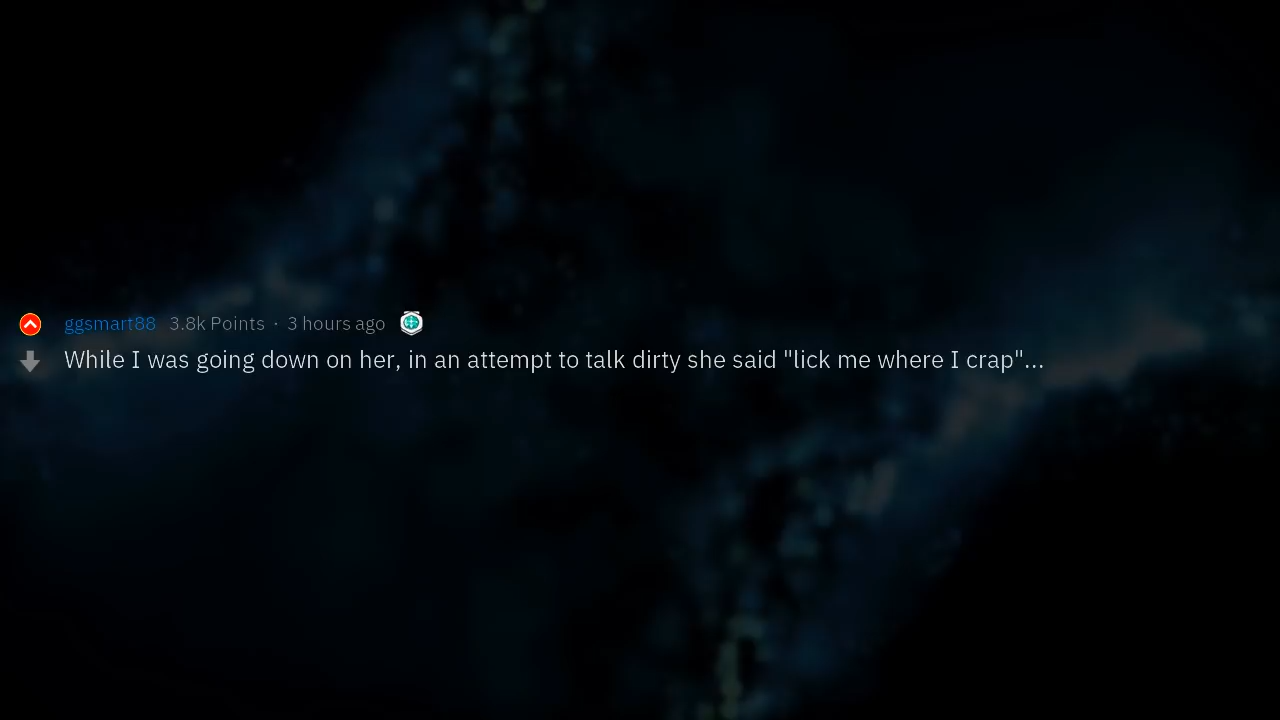 ggsmart88 3.8k Points · 3 hours ago
While I was going down on her, in an attempt to talk dirty she said "lick me where I crap"...